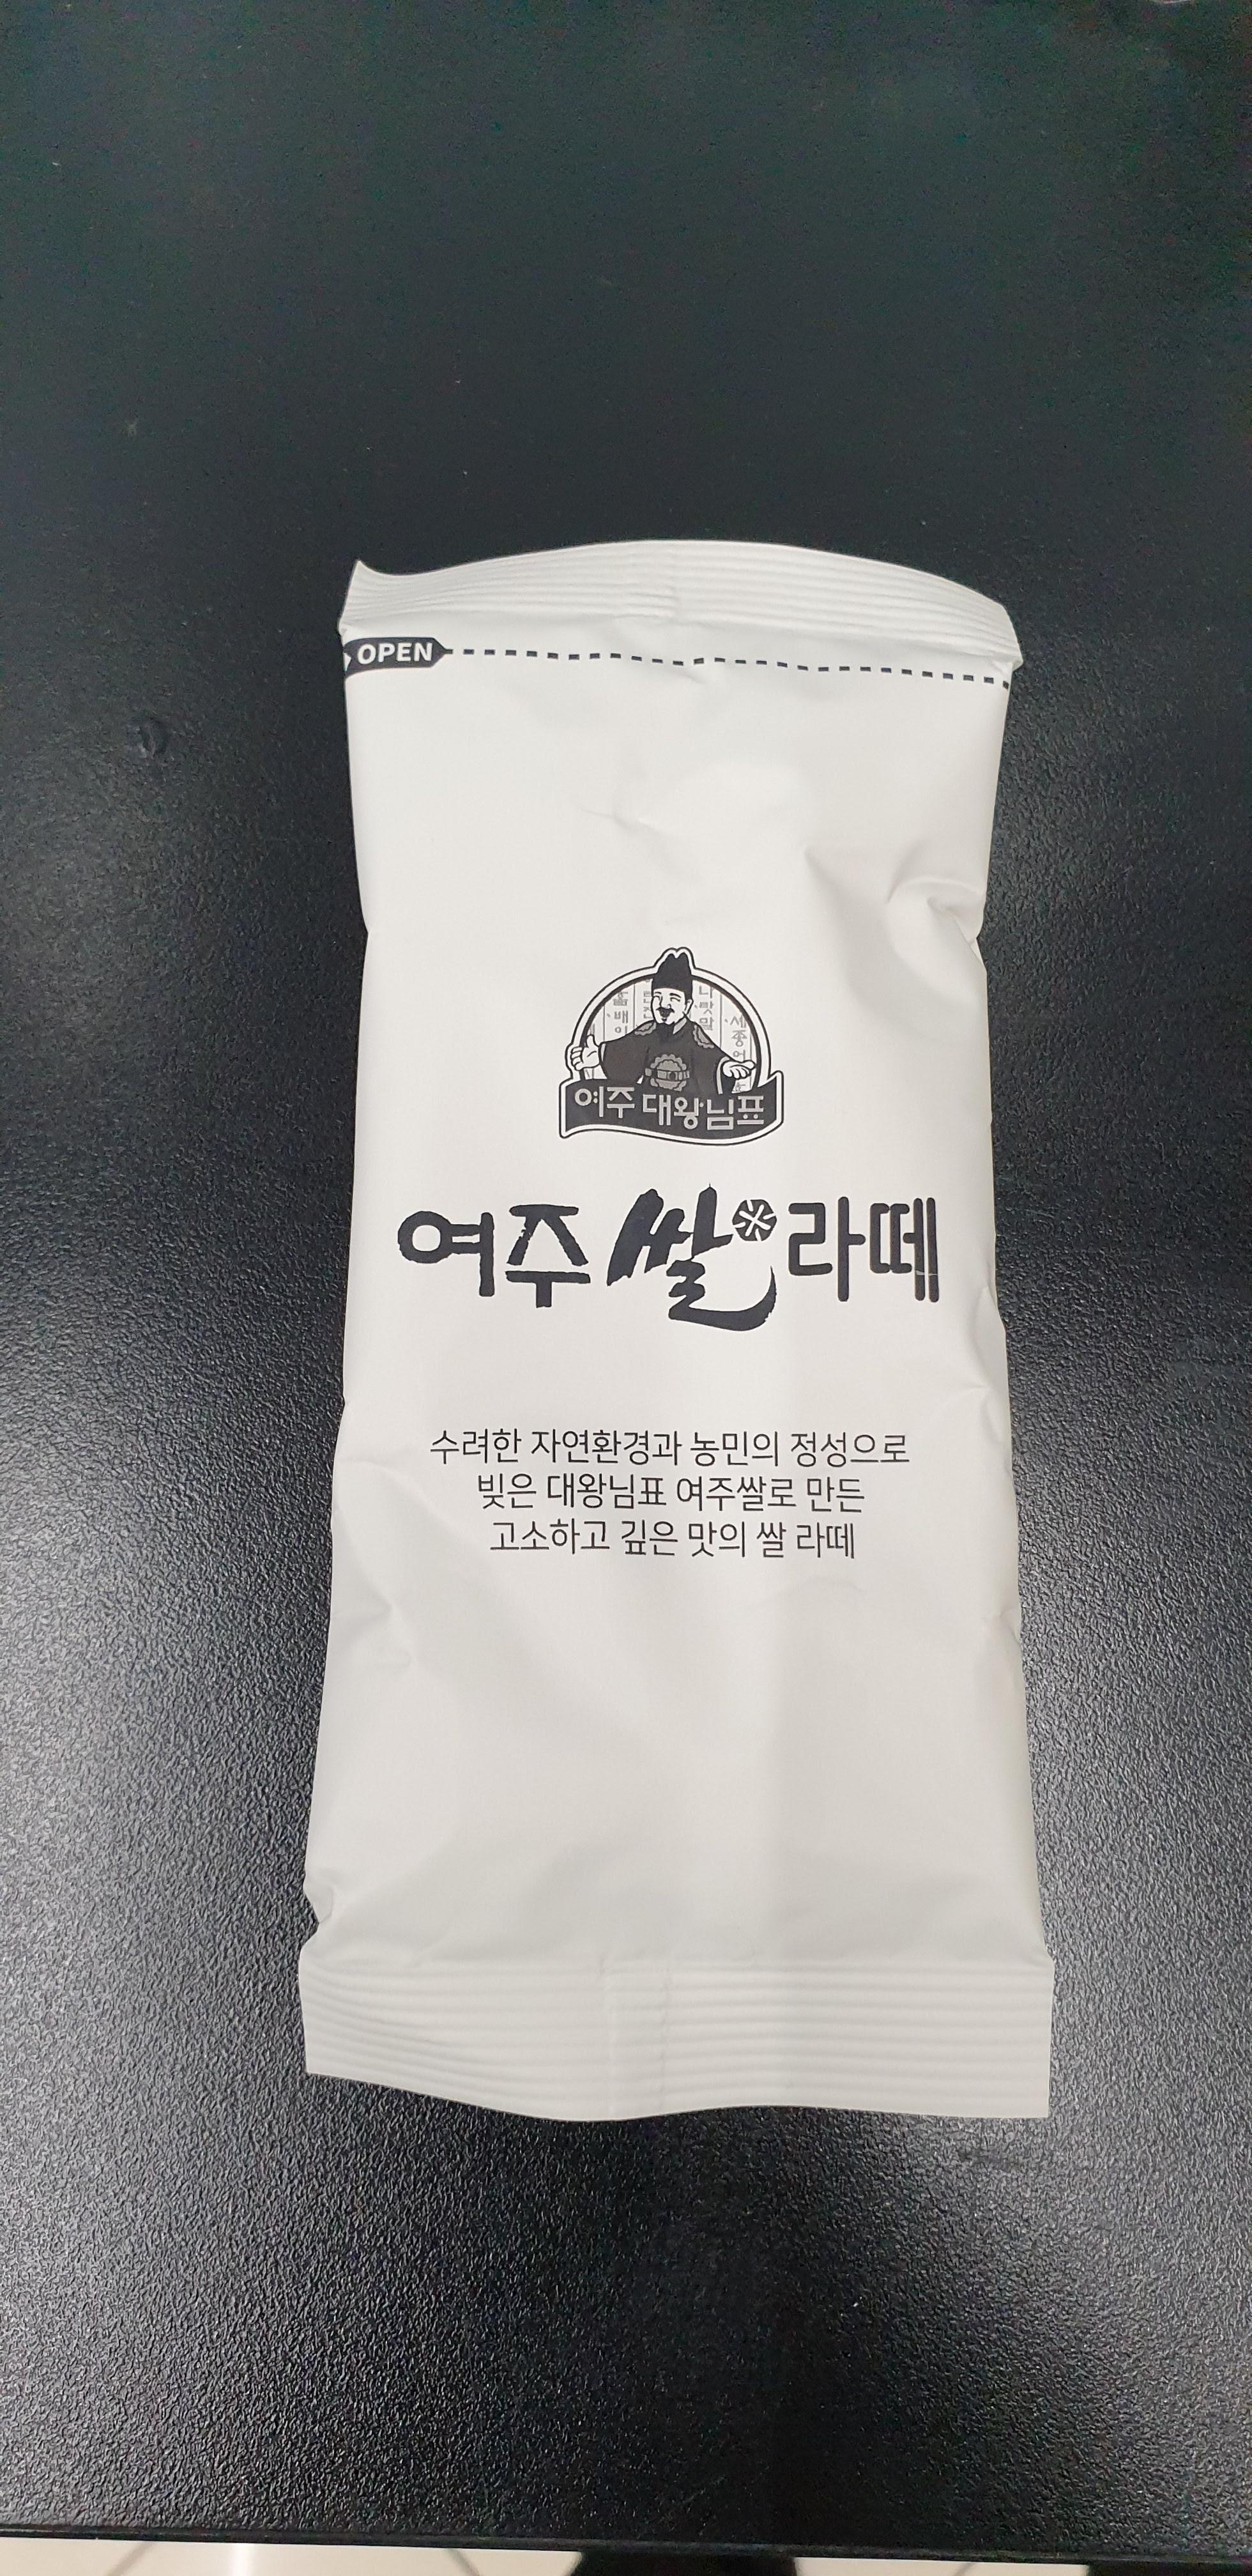 OPEN
여주 대왕님표
여주 쌀 라떼
수려한 자연환경과 농민의 정성으로
빚은 대왕님표 여주쌀로 만든
고소하고 깊은 맛의 쌀 라떼